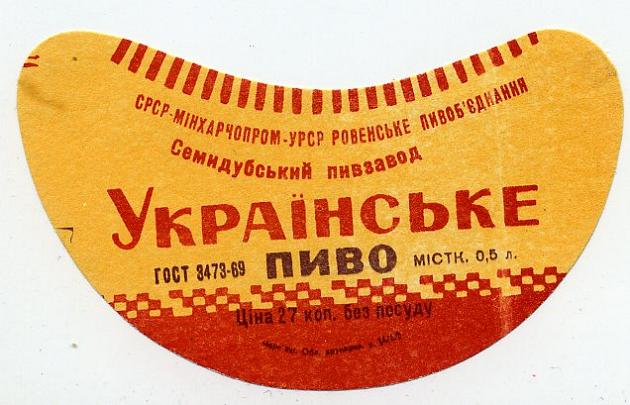 СРСР-МІНХАРЧОПРОМ-УРСР РОВЕНСЬКЕ ПИВОБ'ЄДНАННЯ
Семидубський пивзавод
УКРАЇНСЬКЕ
ГОСТ 3473-69 ПИВО МІСТК. 0,5 л.
Ціна 27 коп. без посуду